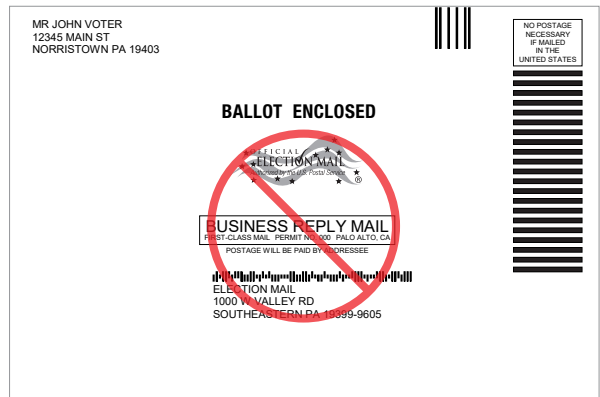 MR JOHN VOTER
12345 MAIN ST
NORRISTOWN PA 19403
NO POSTAGE
NECESSARY
IF MAILED
IN THE
UNITED STATES
BALLOT ENCLOSED
OFFICIAL
ELECTION MAIL
Authorized by the U.S. Postal Service
®
BUSINESS REPLY MAIL
FIRST-CLASS MAIL PERMIT NO. 000 PALO ALTO, CA
POSTAGE WILL BE PAID BY ADDRESSEE
ELECTION MAIL
1000 W VALLEY RD
SOUTHEASTERN PA 19399-9605